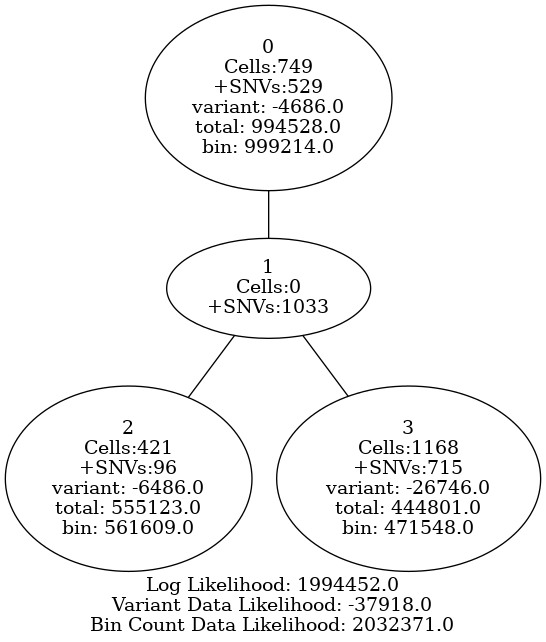 0
Cells:749
+SNVs:529
variant: -4686.0
total: 994528.0
bin: 999214.0
1
Cells:0
+SNVs:1033
2
Cells:421
+SNVs:96
variant: -6486.0
total: 555123.0
bin: 561609.0
3
Cells:1168
+SNVs:715
variant: -26746.0
total: 444801.0
bin: 471548.0
Log Likelihood: 1994452.0
Variant Data Likelihood: -37918.0
Bin Count Data Likelihood: 2032371.0